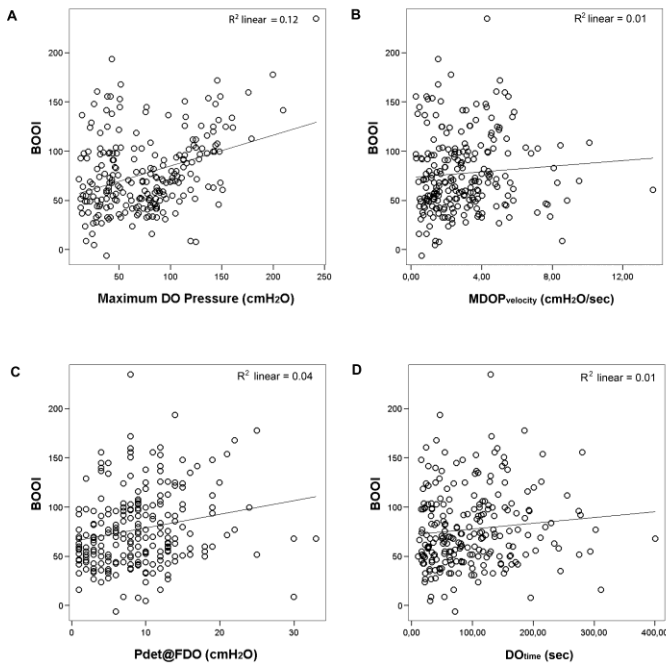 A
R² linear = 0.12
BOOI
200
150
100
50
0
50
100
150
200
250
Maximum DO Pressure (cmH₂O)
B
R² linear = 0.01
BOOI
200
150
100
50
0
0,00
4,00
8,00
12,00
MDOPvelocity (cmH₂O/sec)
C
R² linear = 0.04
BOOI
200
150
100
50
0
0
10
20
30
Pdet@FDO (cmH₂O)
D
R² linear = 0.01
BOOI
200
150
100
50
0
0,00
100,00
200,00
300,00
400,00
DOtime (sec)